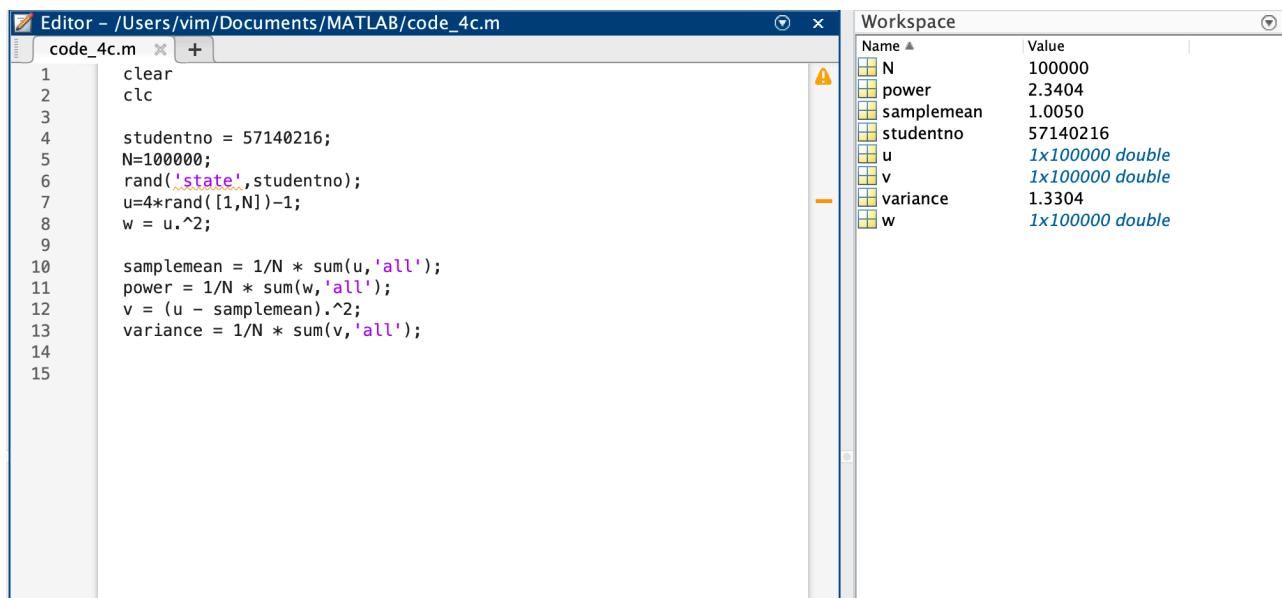 Editor – /Users/vim/Documents/MATLAB/code_4c.m
code_4c.m
1 clear
2 clc
3
4 studentno = 57140216;
5 N=100000;
6 rand('state',studentno);
7 u=4*rand([1,N])-1;
8 w = u.^2;
9
10 samplemean = 1/N * sum(u,'all');
11 power = 1/N * sum(w,'all');
12 v = (u - samplemean).^2;
13 variance = 1/N * sum(v,'all');
14
15
Workspace
Name Value
N 100000
power 2.3404
samplemean 1.0050
studentno 57140216
u 1x100000 double
v 1x100000 double
variance 1.3304
w 1x100000 double